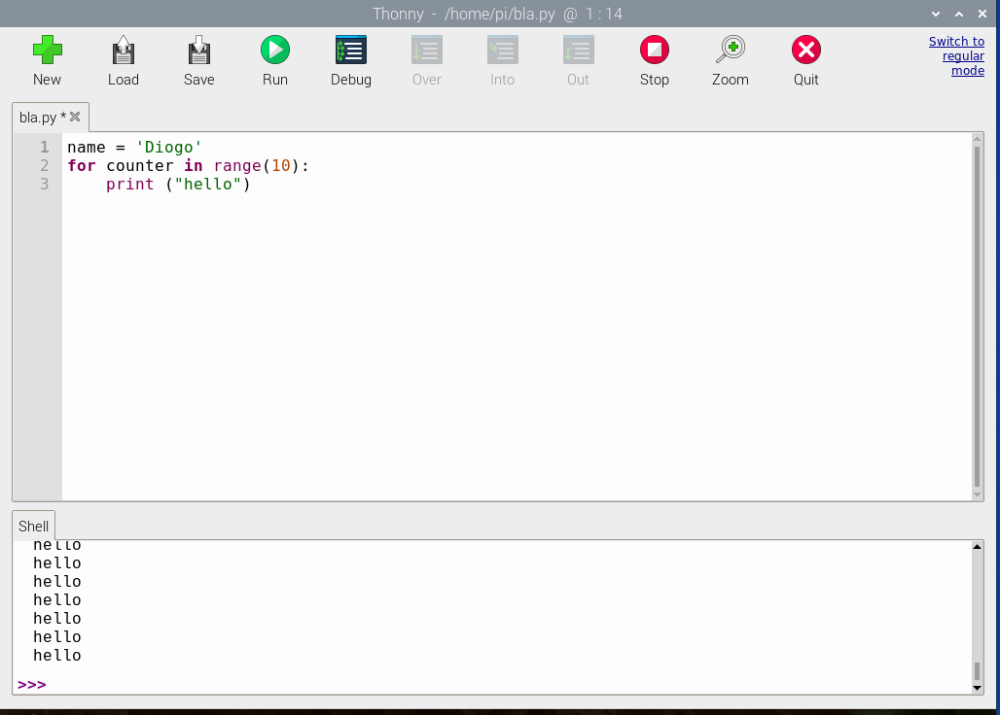 Thonny - /home/pi/bla.py @ 1 : 14
New Load Save Run Debug Over Into Out Stop Zoom Quit
Switch to
regular
mode
bla.py *
1 name = 'Diogo'
2 for counter in range(10):
3     print ("hello")
Shell
hello
hello
hello
hello
hello
hello
hello
>>>